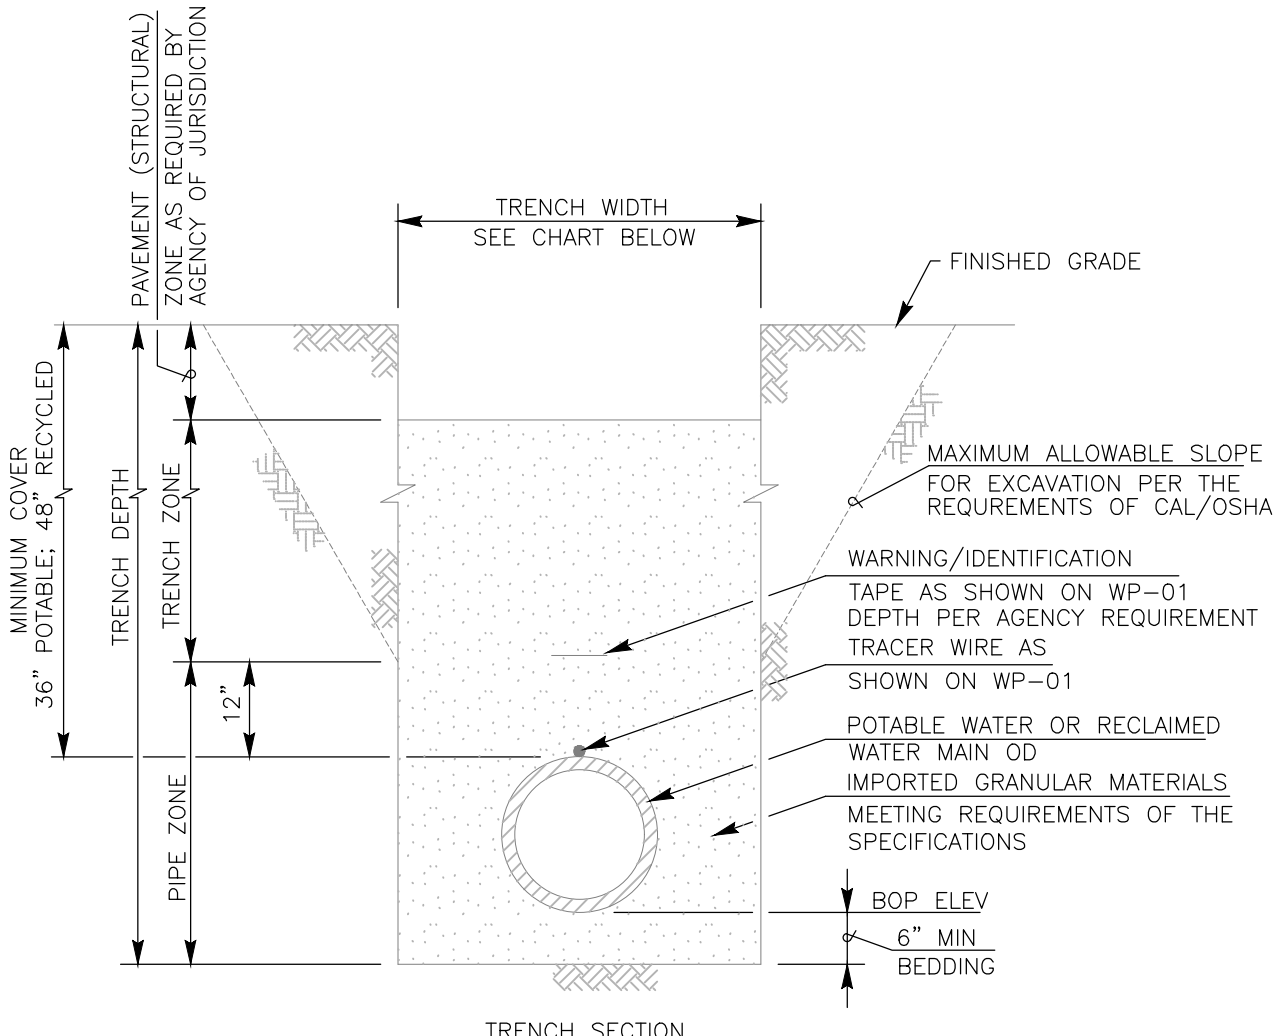 PAVEMENT (STRUCTURAL)
ZONE AS REQUIRED BY
AGENCY OF JURISDICTION
TRENCH WIDTH
SEE CHART BELOW
FINISHED GRADE
MINIMUM COVER
36" POTABLE; 48" RECYCLED
TRENCH DEPTH
TRENCH ZONE
12"
PIPE ZONE
MAXIMUM ALLOWABLE SLOPE
FOR EXCAVATION PER THE
REQUREMENTS OF CAL/OSHA
WARNING/IDENTIFICATION
TAPE AS SHOWN ON WP-01
DEPTH PER AGENCY REQUIREMENT
TRACER WIRE AS
SHOWN ON WP-01
POTABLE WATER OR RECLAIMED
WATER MAIN OD
IMPORTED GRANULAR MATERIALS
MEETING REQUIREMENTS OF THE
SPECIFICATIONS
BOP ELEV
6" MIN
BEDDING
TRENCH SECTION